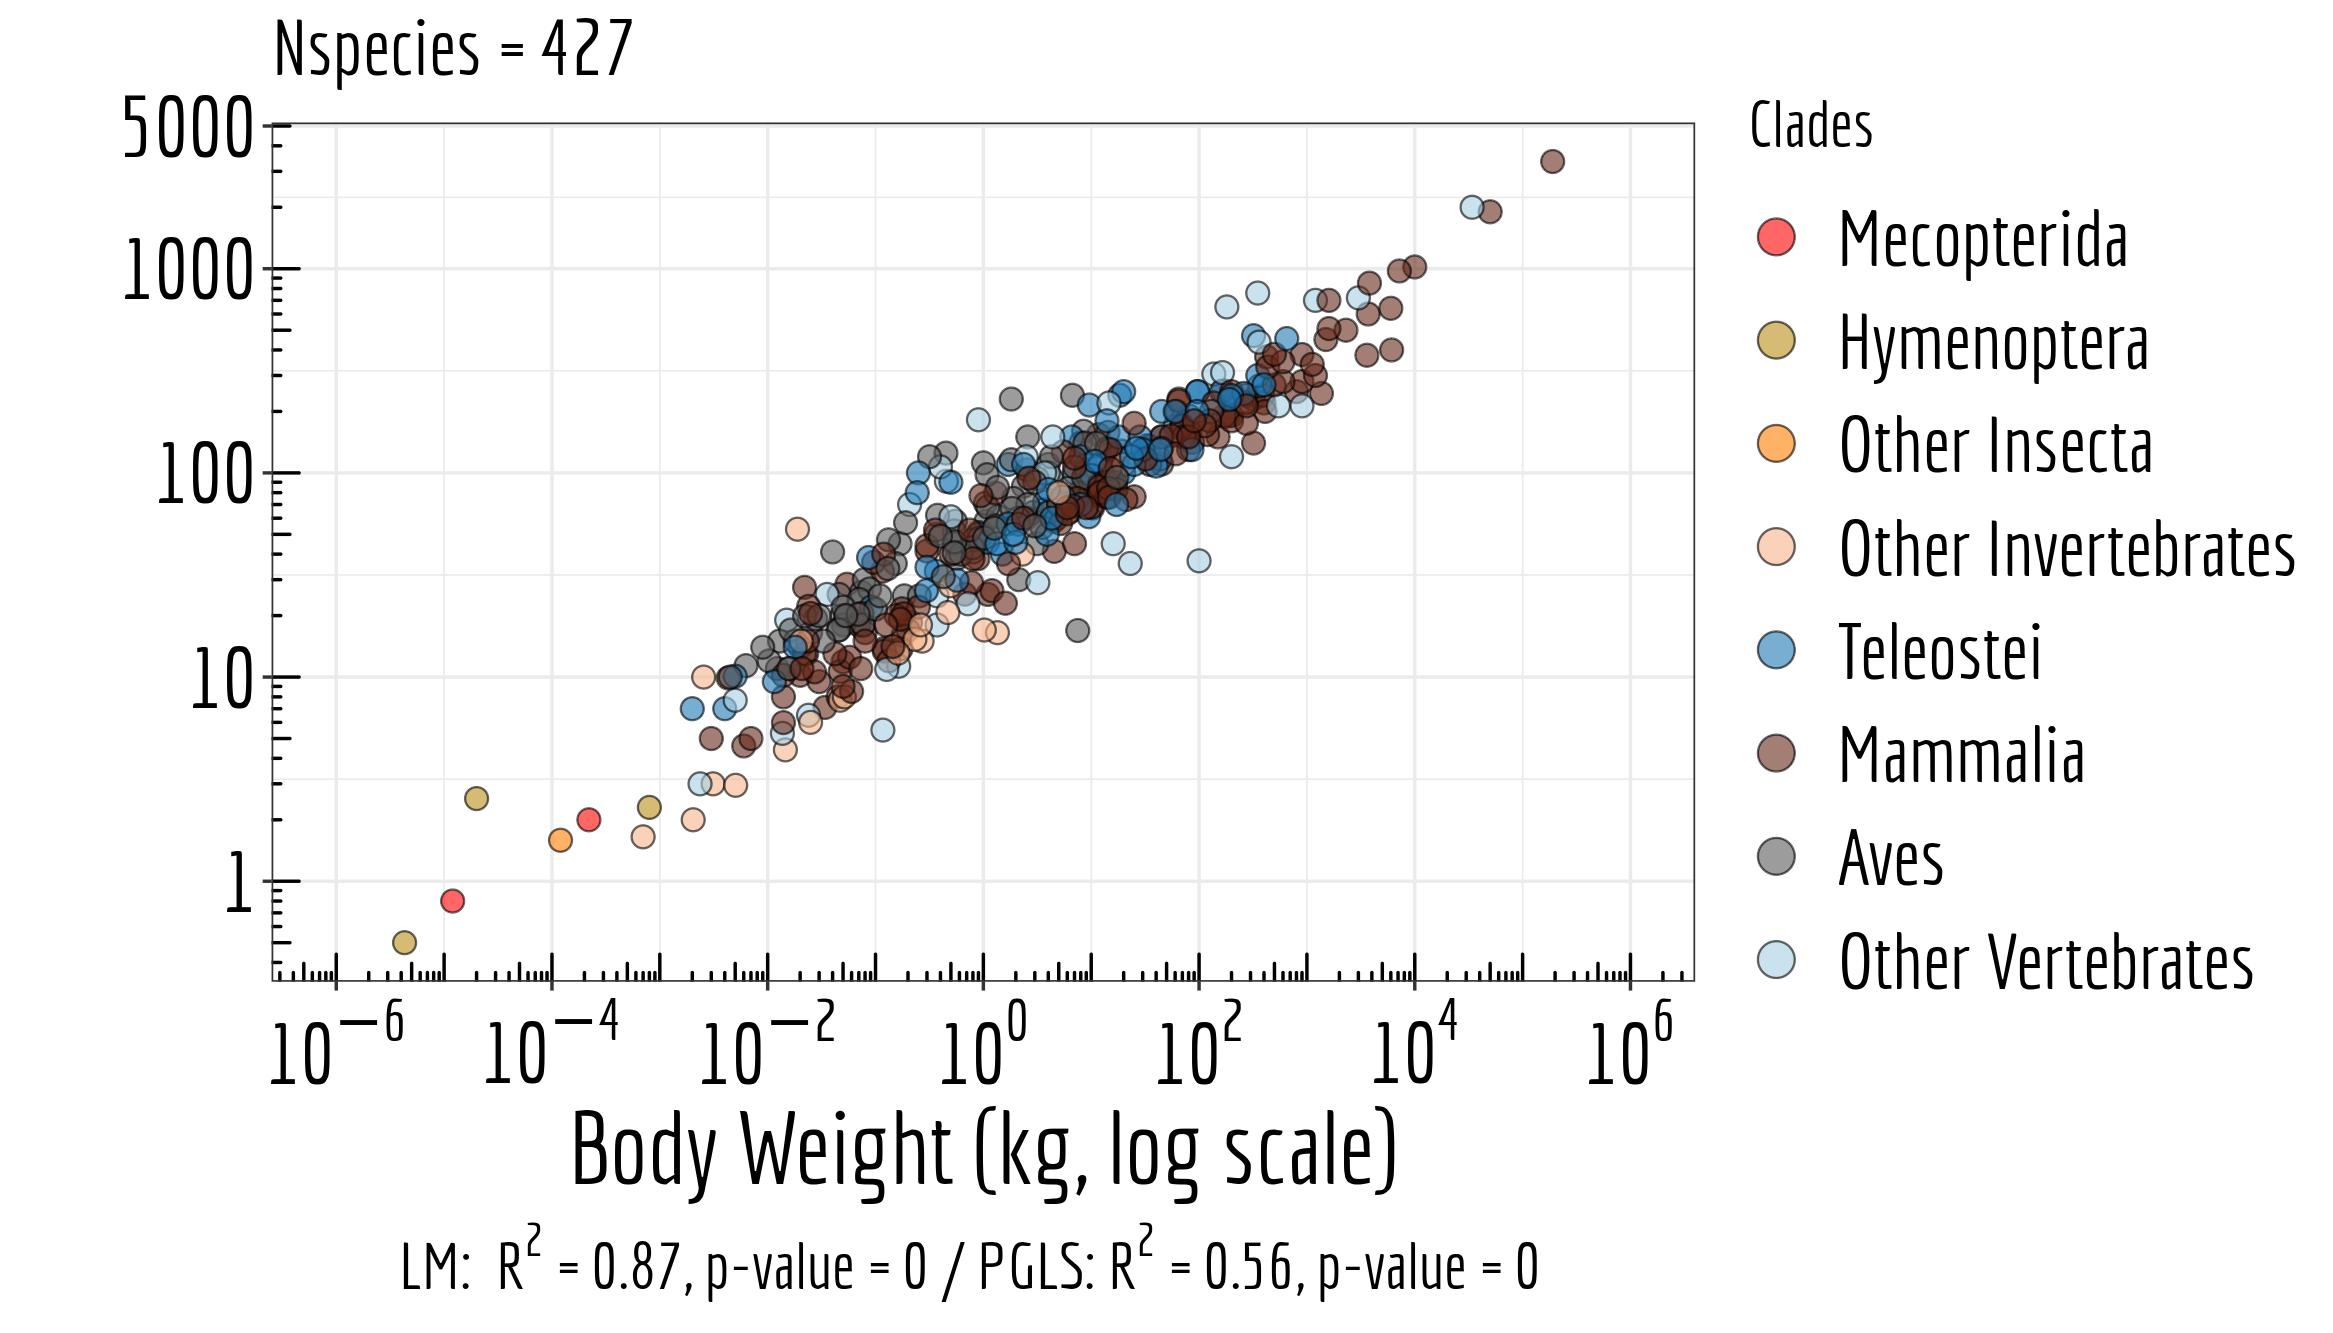 Nspecies = 427
5000
1000
100
10
1
10⁻⁶ 10⁻⁴ 10⁻² 10⁰ 10² 10⁴ 10⁶
Body Weight (kg, log scale)
LM: R² = 0.87, p-value = 0 / PGLS: R² = 0.56, p-value = 0
Clades
Mecopterida
Hymenoptera
Other Insecta
Other Invertebrates
Teleostei
Mammalia
Aves
Other Vertebrates